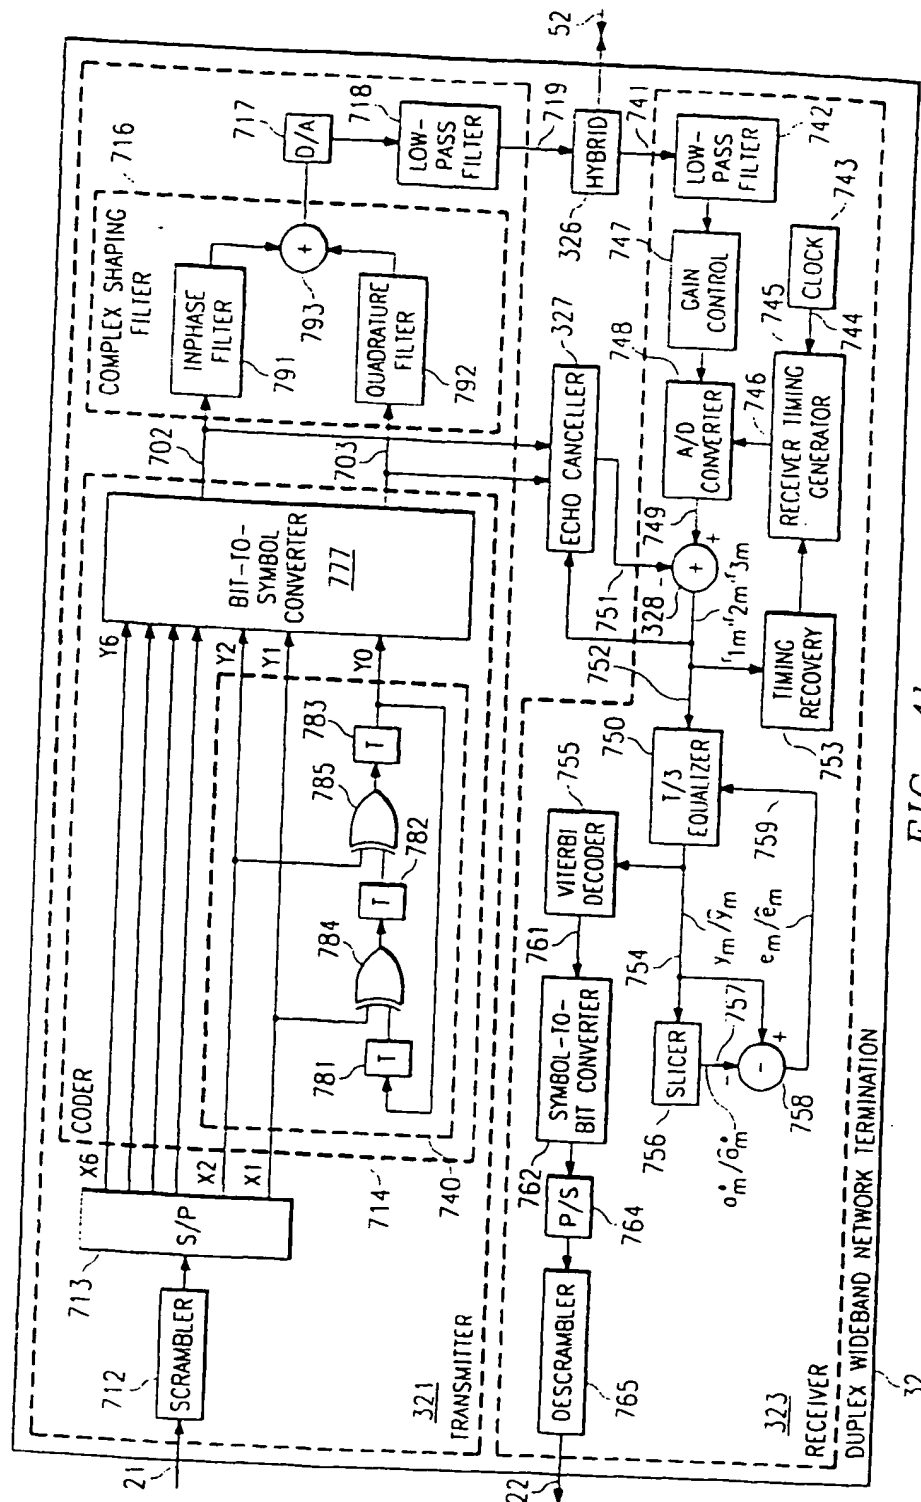 21
SCRAMBLER
712
713
S/P
X6
X2
X1
CODER
714
740
781
T
784
T
782
785
T
783
Y6
Y2
Y1
Y0
BIT-TO-
SYMBOL
CONVERTER
777
702
703
COMPLEX SHAPING
FILTER
716
INPHASE
FILTER
791
QUADRATURE
FILTER
792
+
793
D/A
717
718
LOW-
PASS
FILTER
719
321
TRANSMITTER
HYBRID
326
52
741
LOW-
PASS
FILTER
742
747
GAIN
CONTROL
748
A/D
CONVERTER
749
746
745
RECEIVER TIMING
GENERATOR
744
CLOCK
743
ECHO CANCELLER
327
751
-
+
+
328
r1m, r2m, r3m
752
TIMING
RECOVERY
753
750
T/3
EQUALIZER
755
VITERBI
DECODER
761
754
ym/ŷm
759
em/êm
SYMBOL-TO-
BIT CONVERTER
762
P/S
764
DESCRAMBLER
765
22
SLICER
756
757
-
+
-
758
323
RECEIVER
DUPLEX WIDEBAND NETWORK TERMINATION
32